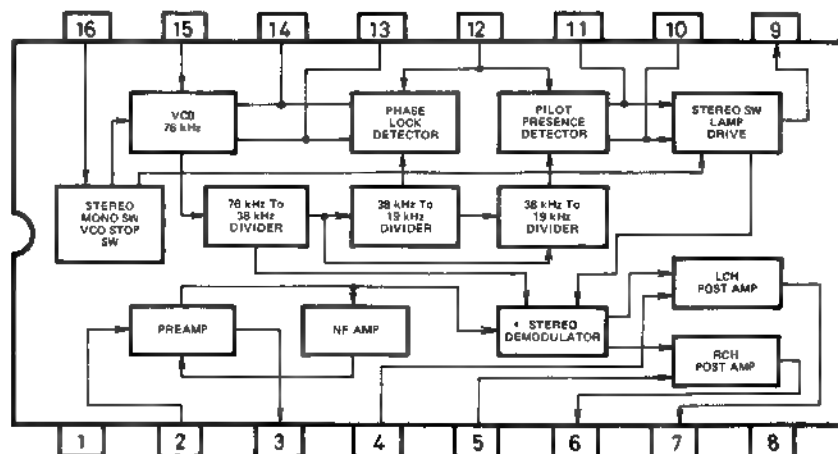 16 15 14 13 12 11 10 9
VCO
76 kHz
PHASE
LOCK
DETECTOR
PILOT
PRESENCE
DETECTOR
STEREO SW
LAMP
DRIVE
STEREO
MONO SW
VCO STOP
SW
76 kHz To
38 kHz
DIVIDER
38 kHz To
19 kHz
DIVIDER
38 kHz To
19 kHz
DIVIDER
PREAMP
NF AMP
STEREO
DEMODULATOR
LCH
POST AMP
RCH
POST AMP
1 2 3 4 5 6 7 8